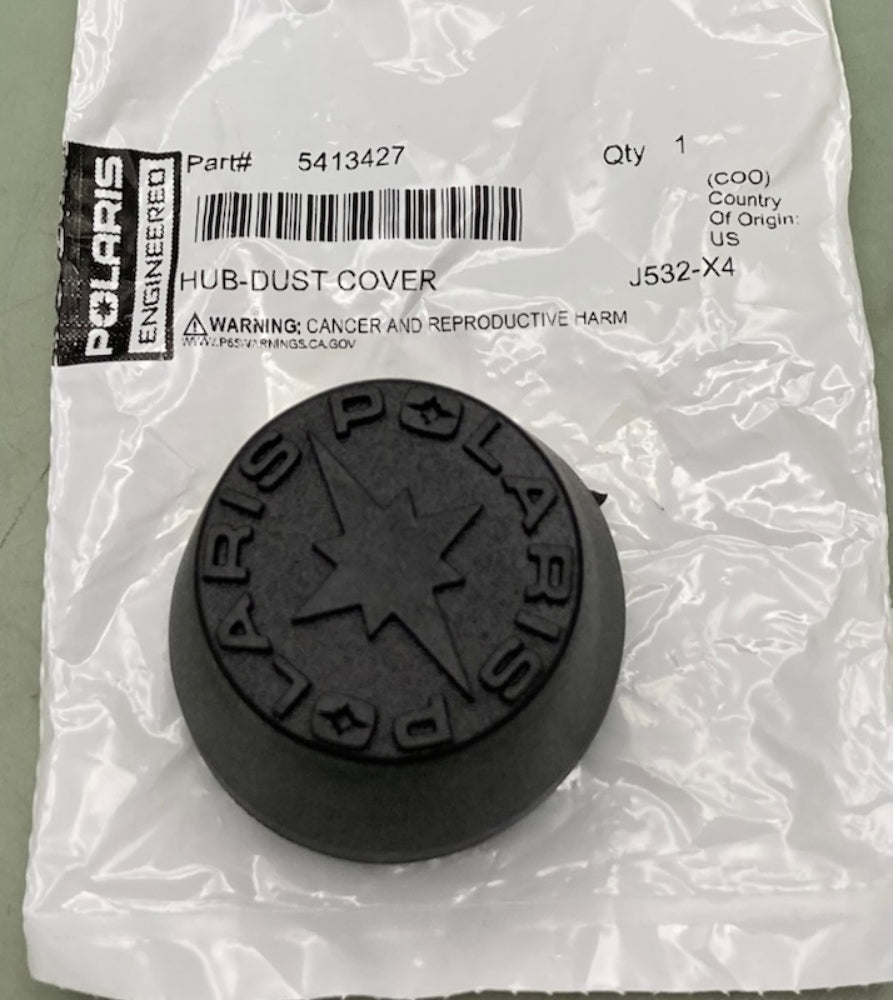 POLARIS
ENGINEERED
Part# 5413427
Qty 1
(COO)
Country
Of Origin:
US
HUB-DUST COVER
J532-X4
WARNING: CANCER AND REPRODUCTIVE HARM
WWW.P65WARNINGS.CA.GOV
POLARIS
POLARIS